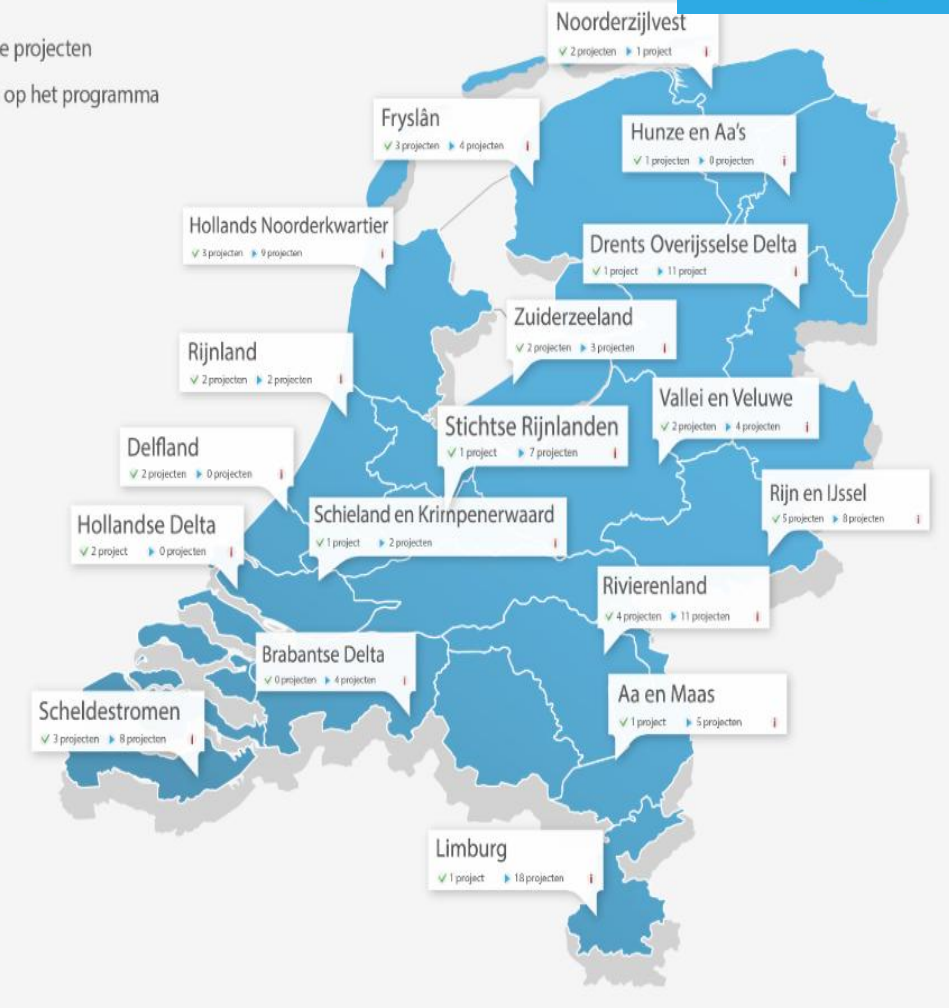 e projecten
op het programma
Noorderzijlvest
2 projecten 1 project i
Fryslân
3 projecten 4 projecten i
Hunze en Aa's
1 projecten 0 projecten i
Hollands Noorderkwartier
3 projecten 9 projecten i
Drents Overijsselse Delta
1 project 11 project i
Zuiderzeeland
2 projecten 3 projecten i
Rijnland
2 projecten 2 projecten i
Vallei en Veluwe
2 projecten 4 projecten i
Stichtse Rijnlanden
1 project 7 projecten i
Delfland
2 projecten 0 projecten i
Rijn en IJssel
5 projecten 8 projecten i
Schieland en Krimpenerwaard
1 project 2 projecten i
Hollandse Delta
2 project 0 projecten i
Rivierenland
4 projecten 11 projecten i
Brabantse Delta
0 projecten 4 projecten i
Aa en Maas
1 project 5 projecten i
Scheldestromen
3 projecten 8 projecten i
Limburg
1 project 18 projecten i